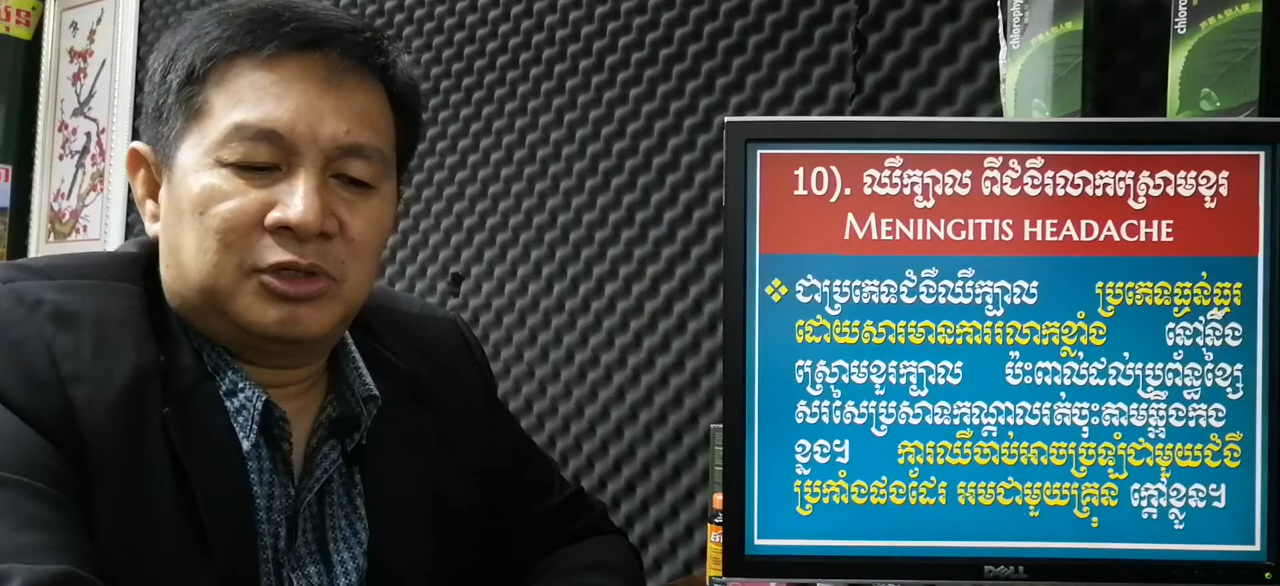 chlorophy
chlorop
10). ឈឺក្បាល ពីជំងឺរលាកស្រោមខួរ
MENINGITIS HEADACHE
ជាប្រភេទជំងឺឈឺក្បាល ប្រភេទធ្ងន់ធ្ងរ
ដោយសារមានការរលាកខ្លាំង នៅនឹង
ស្រោមខួរក្បាល ប៉ះពាល់ដល់ប្រព័ន្ធខ្សែ
សរសៃប្រសាទកណ្តាលរត់ចុះតាមឆ្អឹងកង
ខ្នង។ ការឈឺចាប់អាចច្រឡំជាមួយជំងឺ
ប្រកាំងផងដែរ អមជាមួយគ្រុន ក្តៅខ្លួន។
DELL